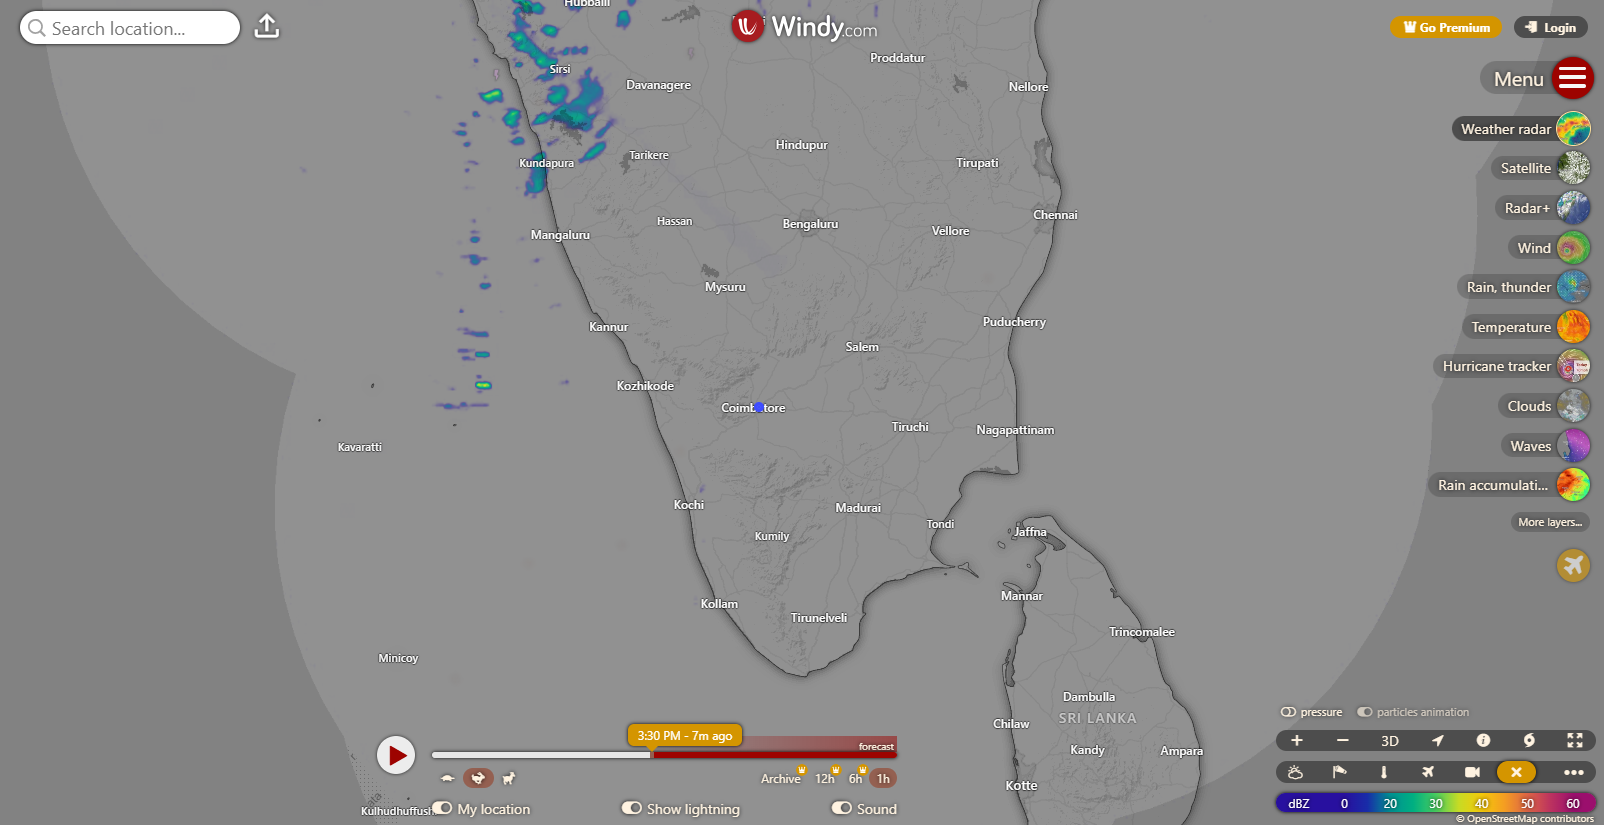 Search location...
Windy.com
Go Premium
Login
Menu
Weather radar
Satellite
Radar+
Wind
Rain, thunder
Temperature
Hurricane tracker
Clouds
Waves
Rain accumulati...
More layers...
Hubballi
Sirsi
Proddatur
Davanagere
Nellore
Hindupur
Kundapura
Tarikere
Tirupati
Chennai
Hassan
Bengaluru
Vellore
Mangaluru
Mysuru
Kannur
Puducherry
Salem
Kozhikode
Coimbatore
Tiruchi
Nagapattinam
Kavaratti
Kochi
Madurai
Tondi
Jaffna
Kumily
Mannar
Kollam
Tirunelveli
Trincomalee
Minicoy
Dambulla
Chilaw
SRI LANKA
Kandy
Ampara
Kotte
3:30 PM - 7m ago
forecast
Archive 12h 6h 1h
Kulhudhuffush
My location
Show lightning
Sound
pressure
particles animation
+ − 3D
dBZ 0 20 30 40 50 60
© OpenStreetMap contributors